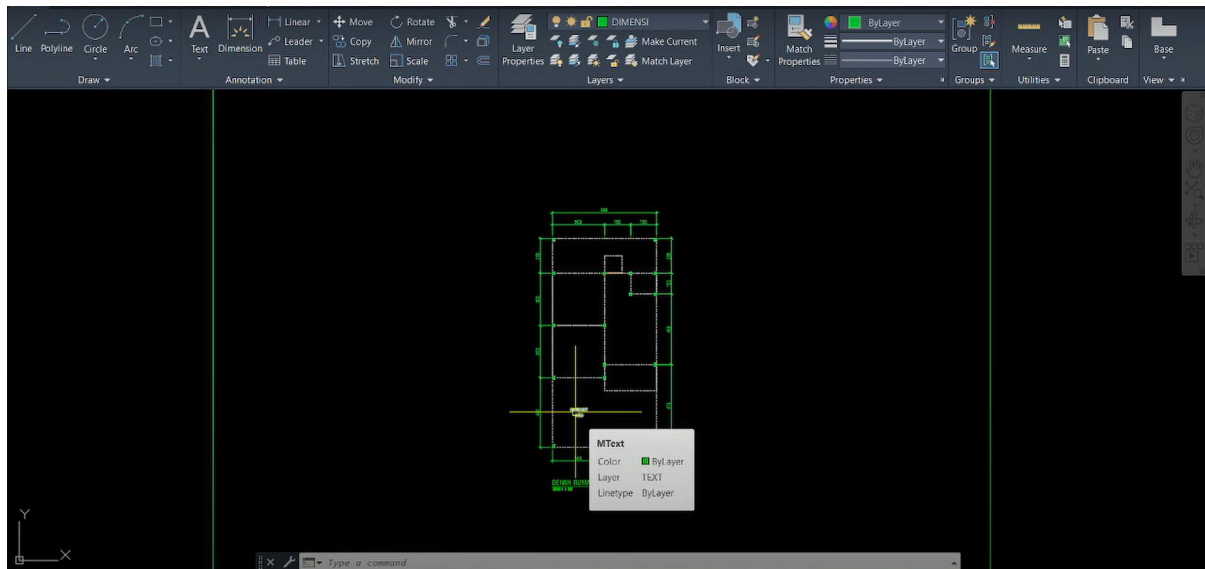 Linear
Move
Rotate
DIMENSI
ByLayer
Leader
Copy
Mirror
Make Current
ByLayer
Line
Polyline
Circle
Arc
Text
Dimension
Table
Stretch
Scale
Layer
Properties
Match Layer
Insert
Match
Properties
ByLayer
Group
Measure
Paste
Base
Draw
Annotation
Modify
Layers
Block
Properties
Groups
Utilities
Clipboard
View
DENAH RUMA
MText
Color ByLayer
Layer TEXT
Linetype ByLayer
Y
X
Type a command